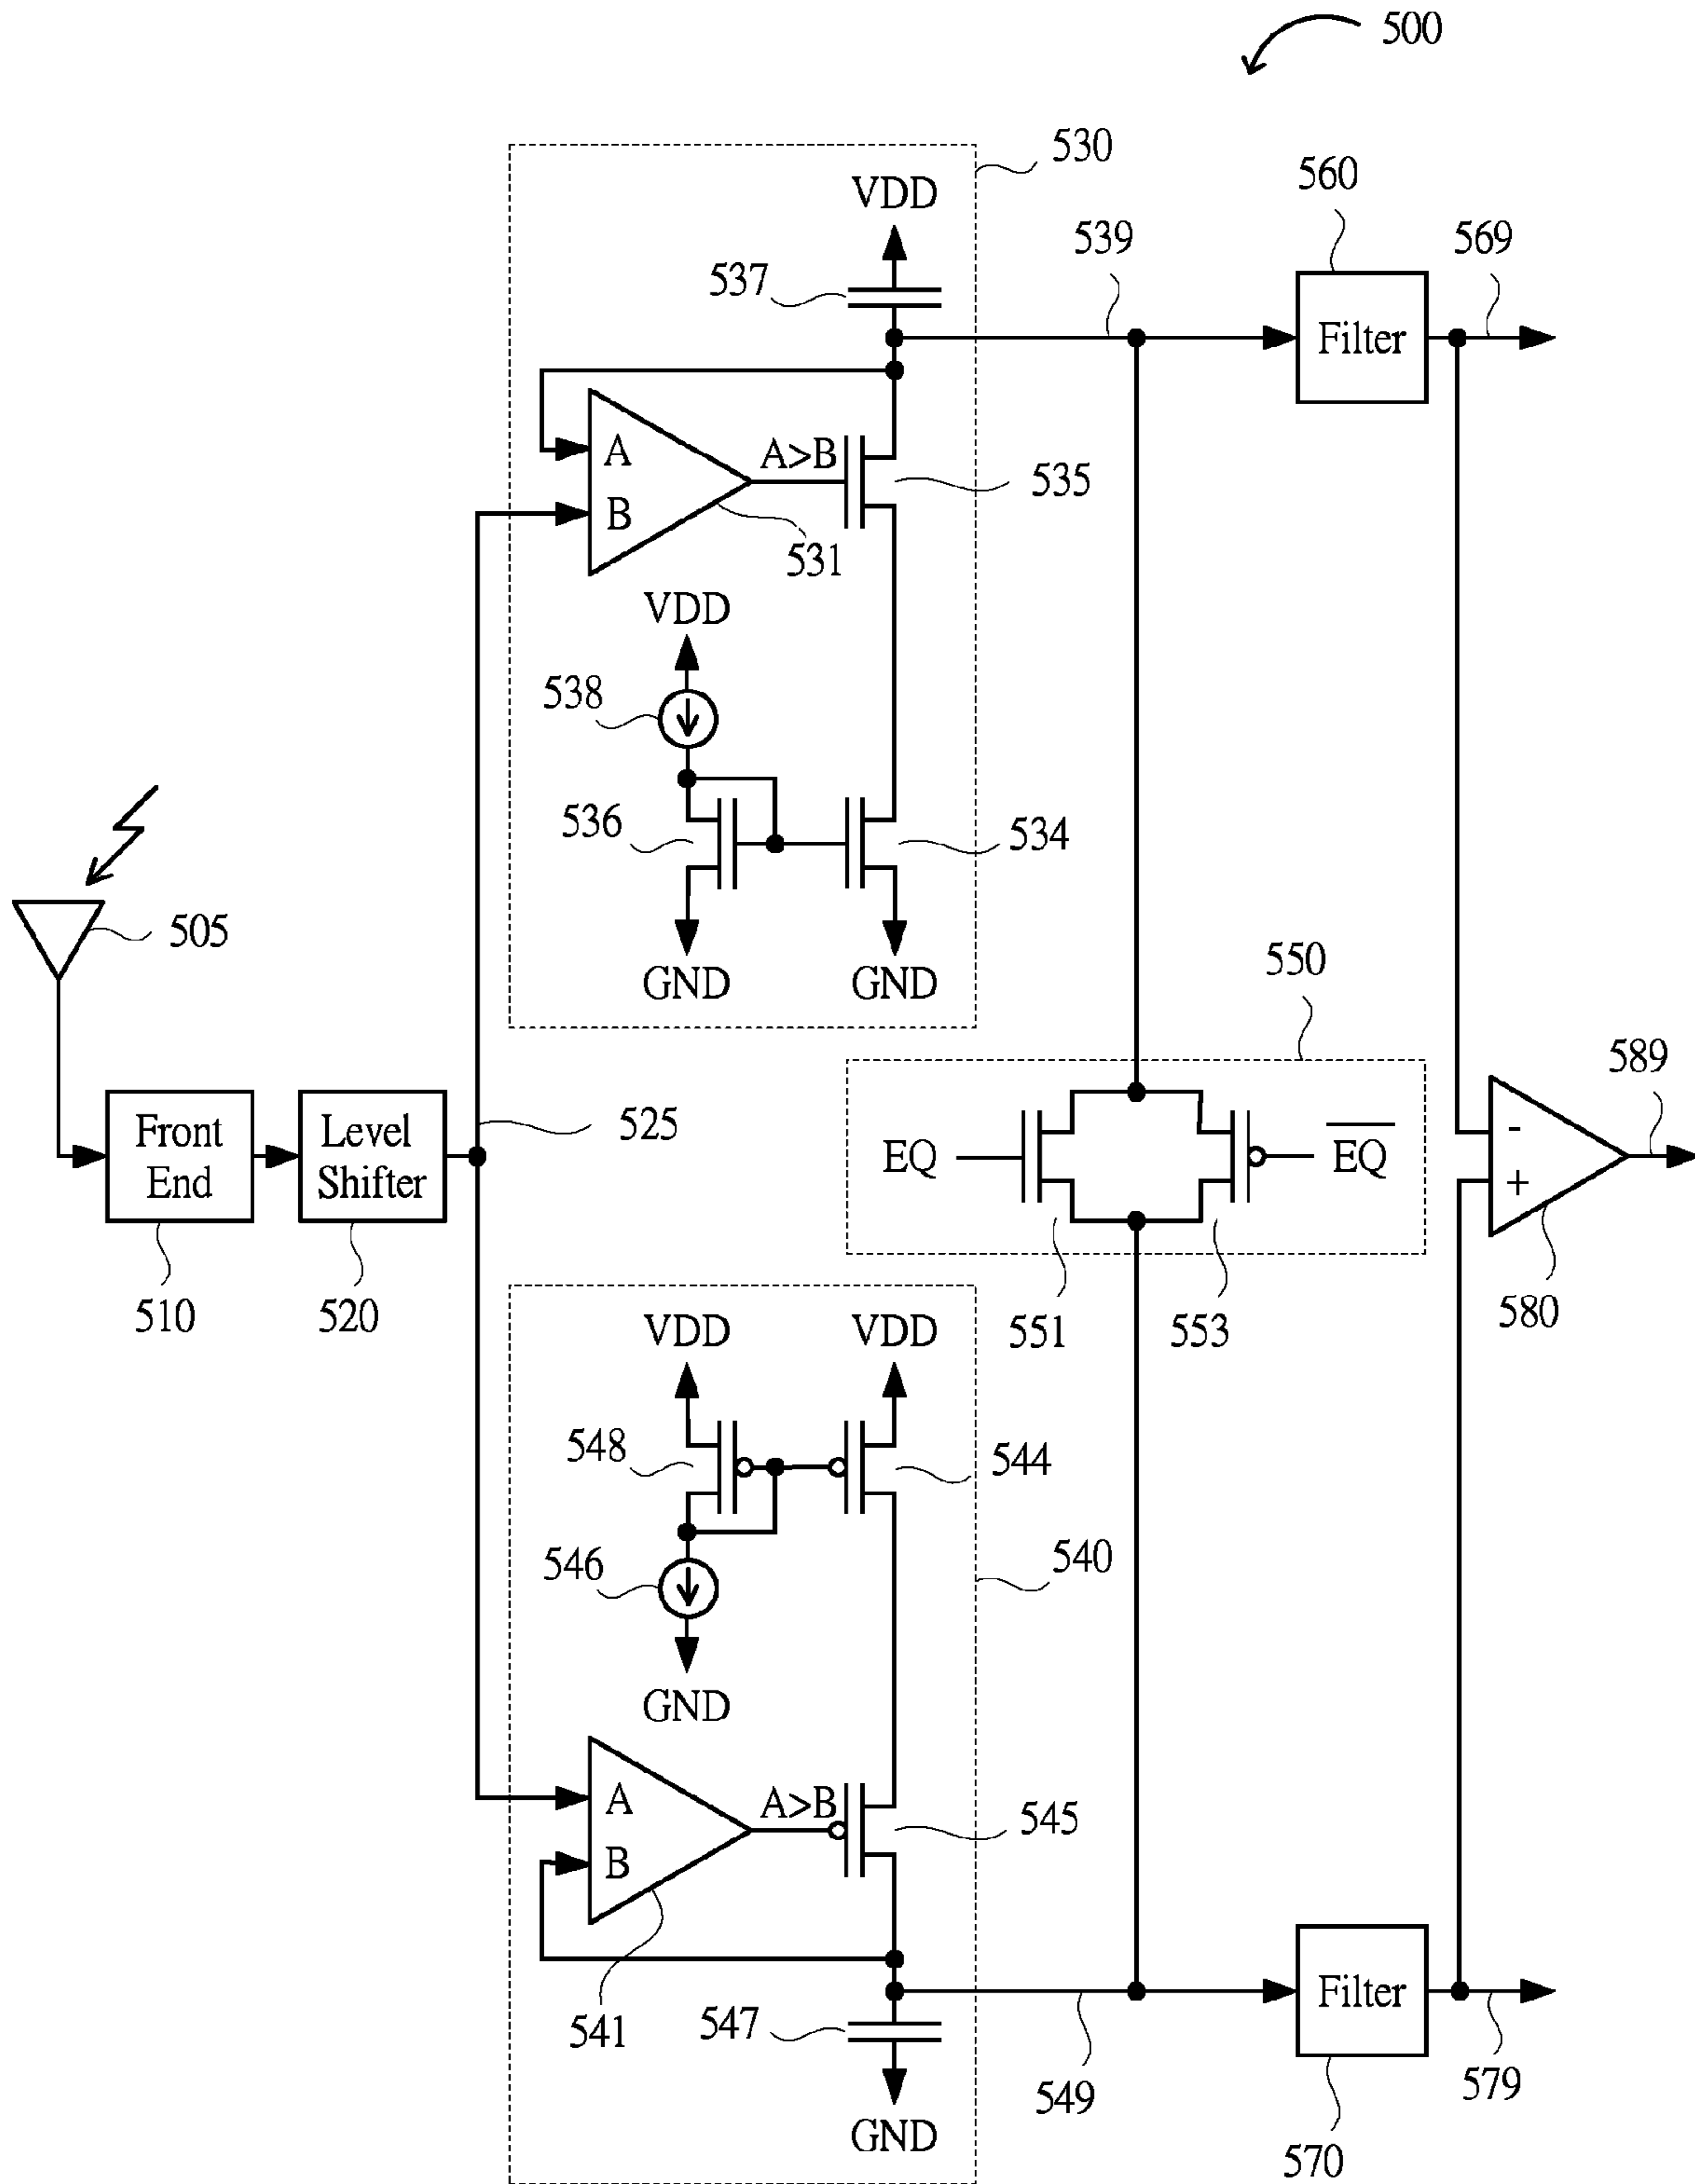 500
530
VDD
560
539
569
537
Filter
A
A>B
535
B
531
VDD
538
536
534
505
GND
GND
550
589
Front
End
Level
Shifter
525
EQ
EQ
-
+
510
520
551
553
580
VDD
VDD
548
544
546
540
GND
A
A>B
545
B
Filter
541
547
549
579
GND
570